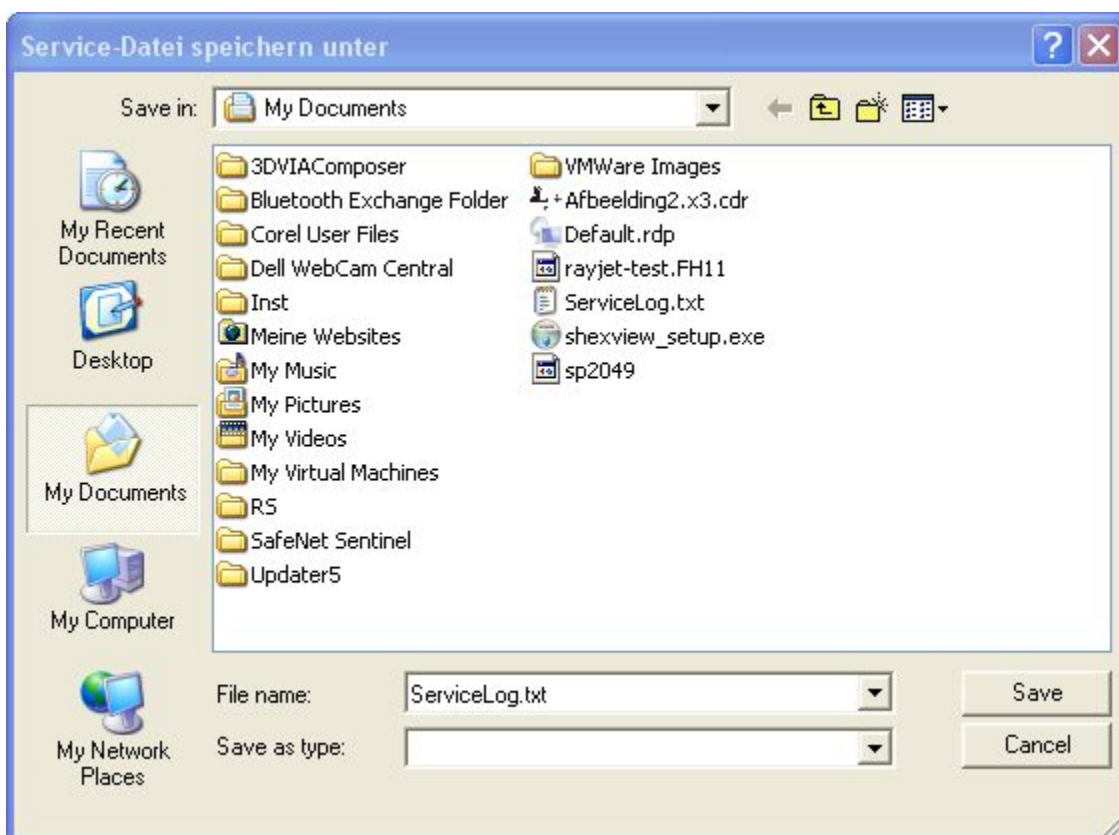 Service-Datei speichern unter
Save in: My Documents
My Recent
Documents
Desktop
My Documents
My Computer
My Network
Places
3DVIAComposer
Bluetooth Exchange Folder
Corel User Files
Dell WebCam Central
Inst
Meine Websites
My Music
My Pictures
My Videos
My Virtual Machines
RS
SafeNet Sentinel
Updater5
VMWare Images
Afbeelding2.x3.cdr
Default.rdp
rayjet-test.FH11
ServiceLog.txt
shexview_setup.exe
sp2049
File name: ServiceLog.txt Save
Save as type: Cancel